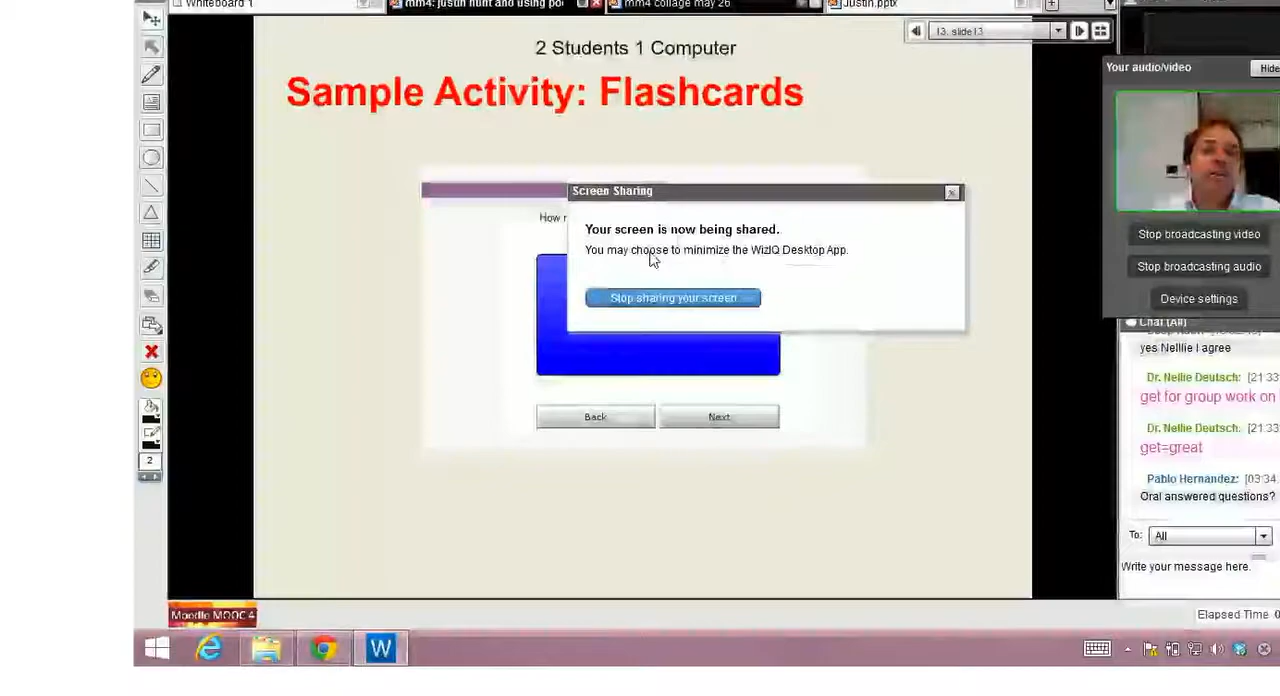 Whiteboard 1
mm4: justin hunt and using po
mm4 collage may 26
Justin.pptx
13. slide13
2 Students 1 Computer
Sample Activity: Flashcards
Screen Sharing
Your screen is now being shared.
You may choose to minimize the WizIQ Desktop App.
Stop sharing your screen
How
Back
Next
2
Moodle MOOC 4
W
Your audio/video
Hide
Stop broadcasting video
Stop broadcasting audio
Device settings
Chat (All)
yes Nelllie I agree
Dr. Nellie Deutsch: [21:33
get for group work on
Dr. Nellie Deutsch: [21:33
get=great
Pablo Hernandez: [03:34
Oral answered questions?
To: All
Write your message here.
Elapsed Time